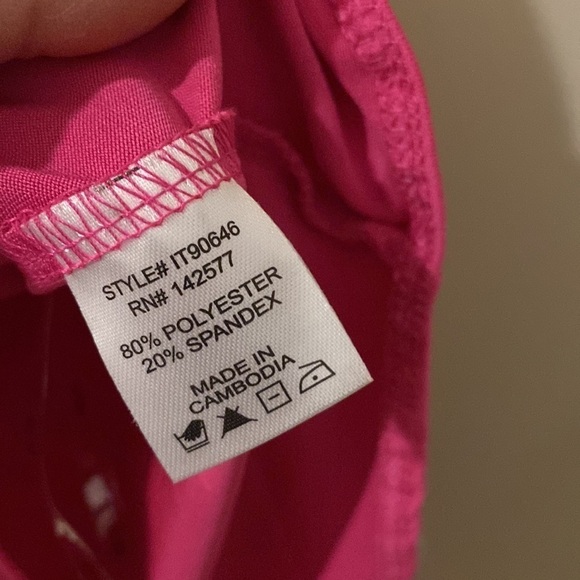 STYLE# IT90646
RN# 142577
80% POLYESTER
20% SPANDEX
MADE IN
CAMBODIA